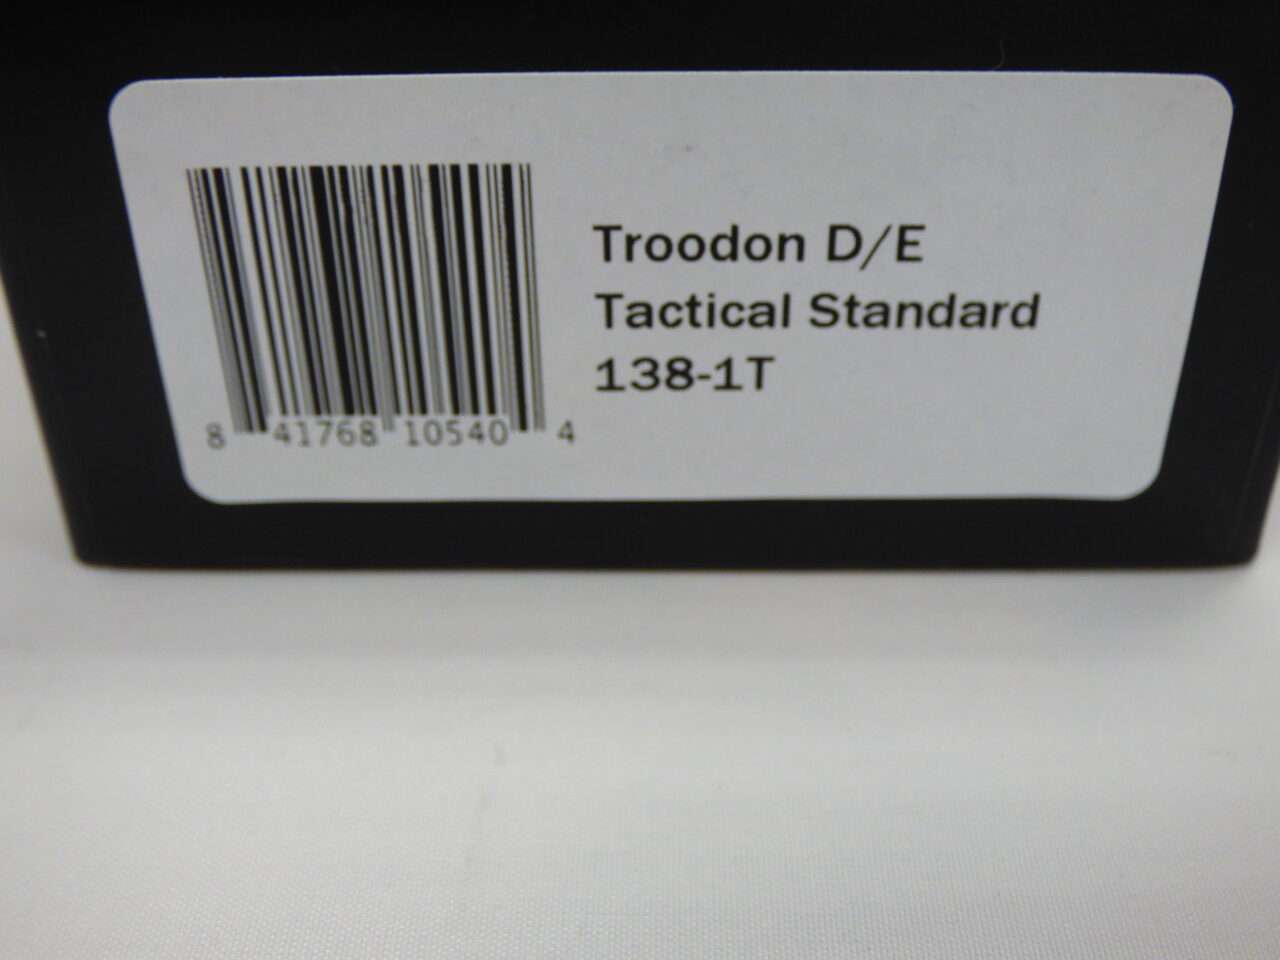 Troodon D/E
Tactical Standard
138-1T
8 41768 10540 4